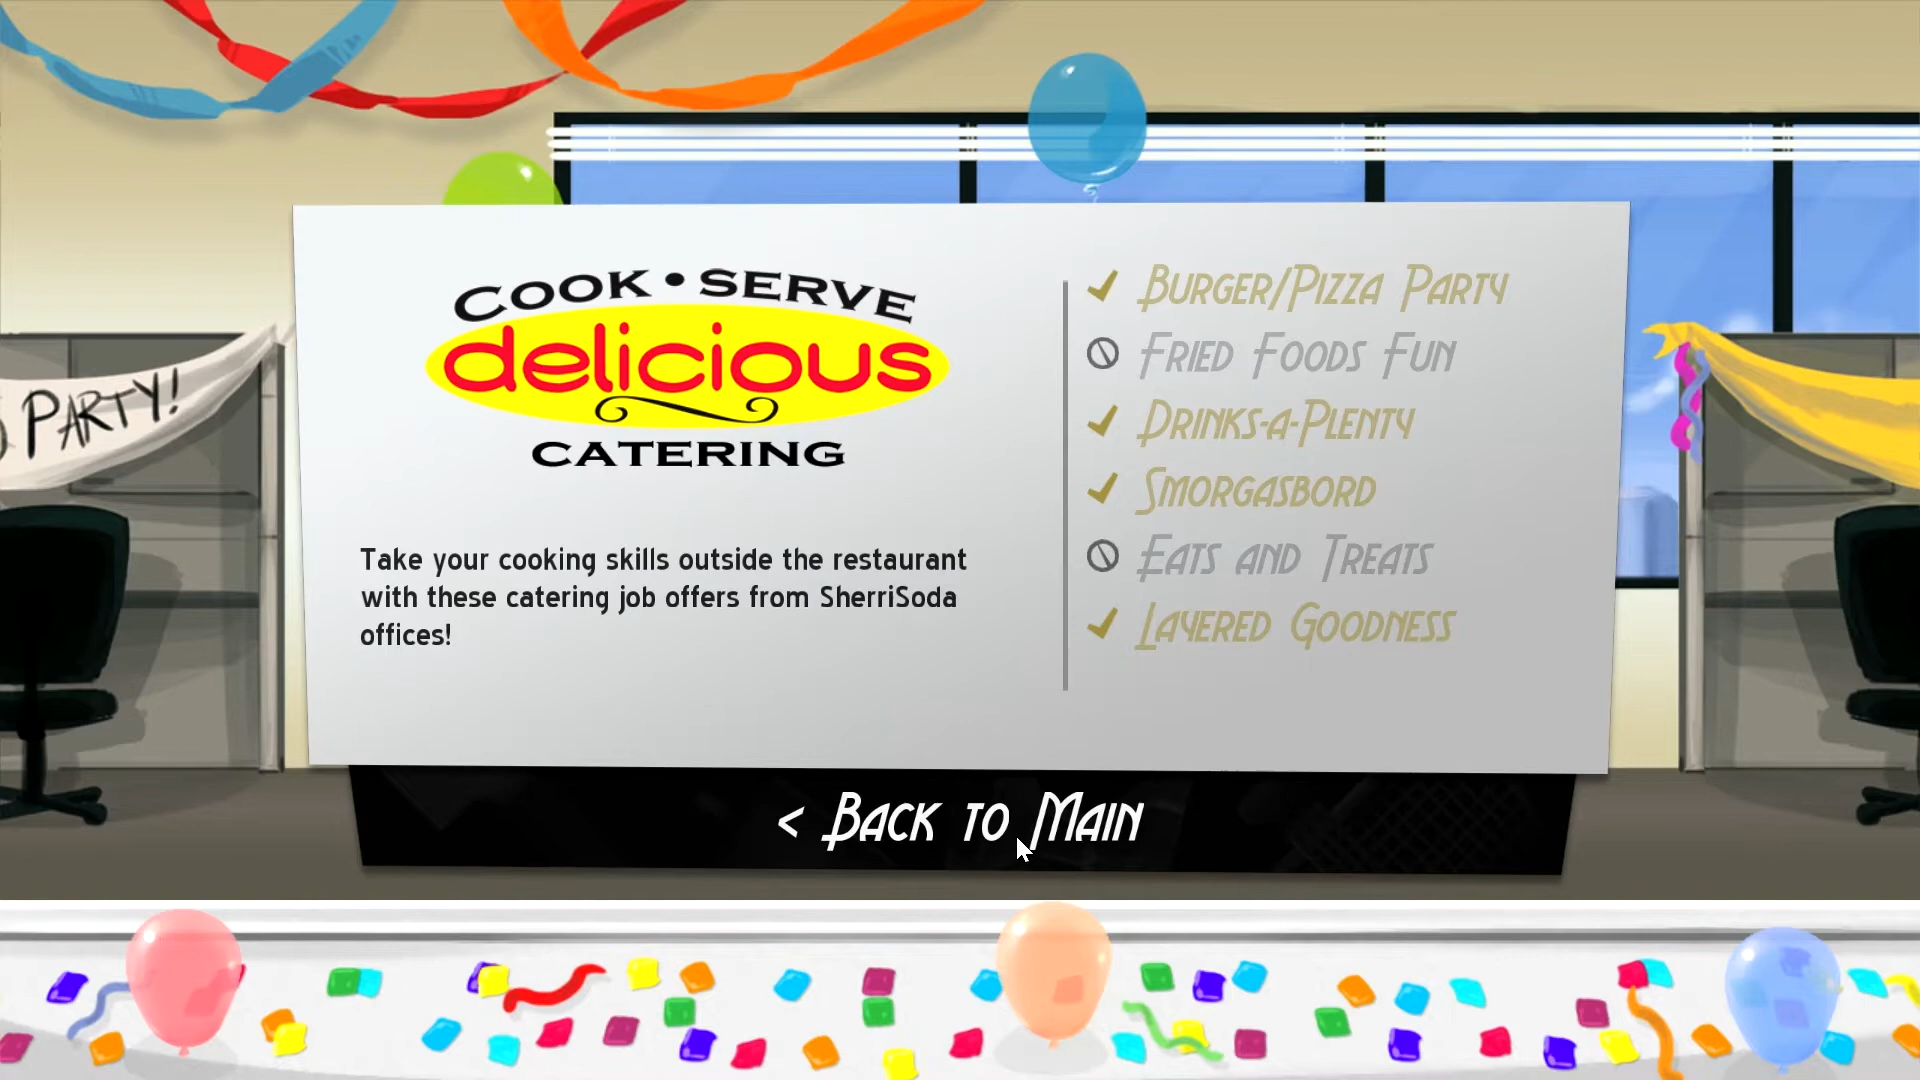 COOK • SERVE
delicious
CATERING
Take your cooking skills outside the restaurant
with these catering job offers from SherriSoda
offices!
Burger/Pizza Party
Fried Foods Fun
Drinks-a-Plenty
Smorgasbord
Eats and Treats
Layered Goodness
PARTY!
< Back to Main